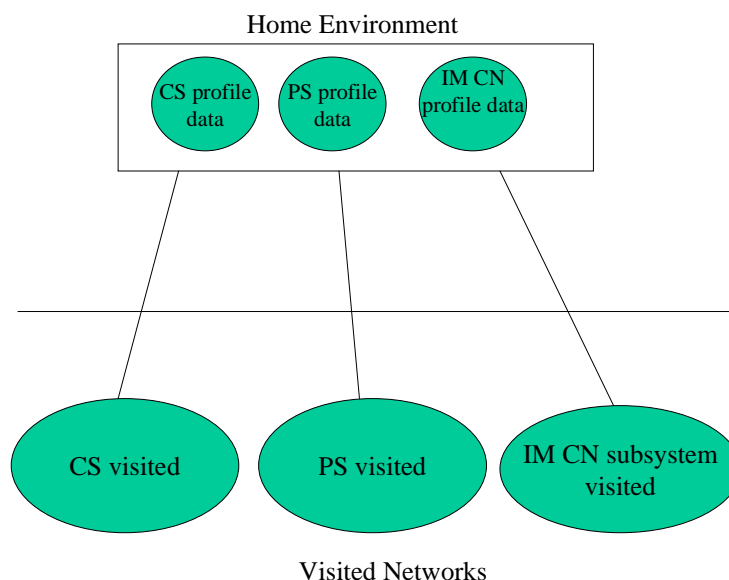 Home Environment
CS profile
data
PS profile
data
IM CN
profile data
CS visited
PS visited
IM CN subsystem
visited
Visited Networks